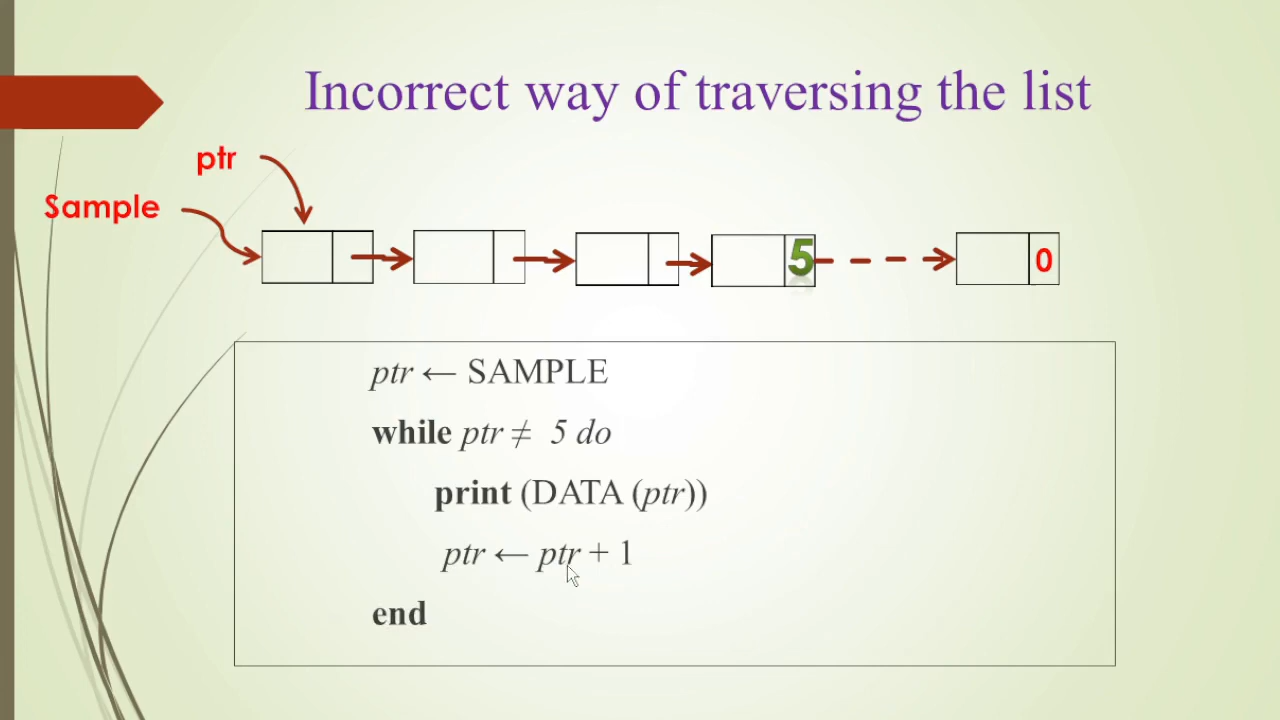 Incorrect way of traversing the list
ptr
Sample
5
0
ptr ← SAMPLE
while ptr ≠ 5 do
print (DATA (ptr))
ptr ← ptr + 1
end